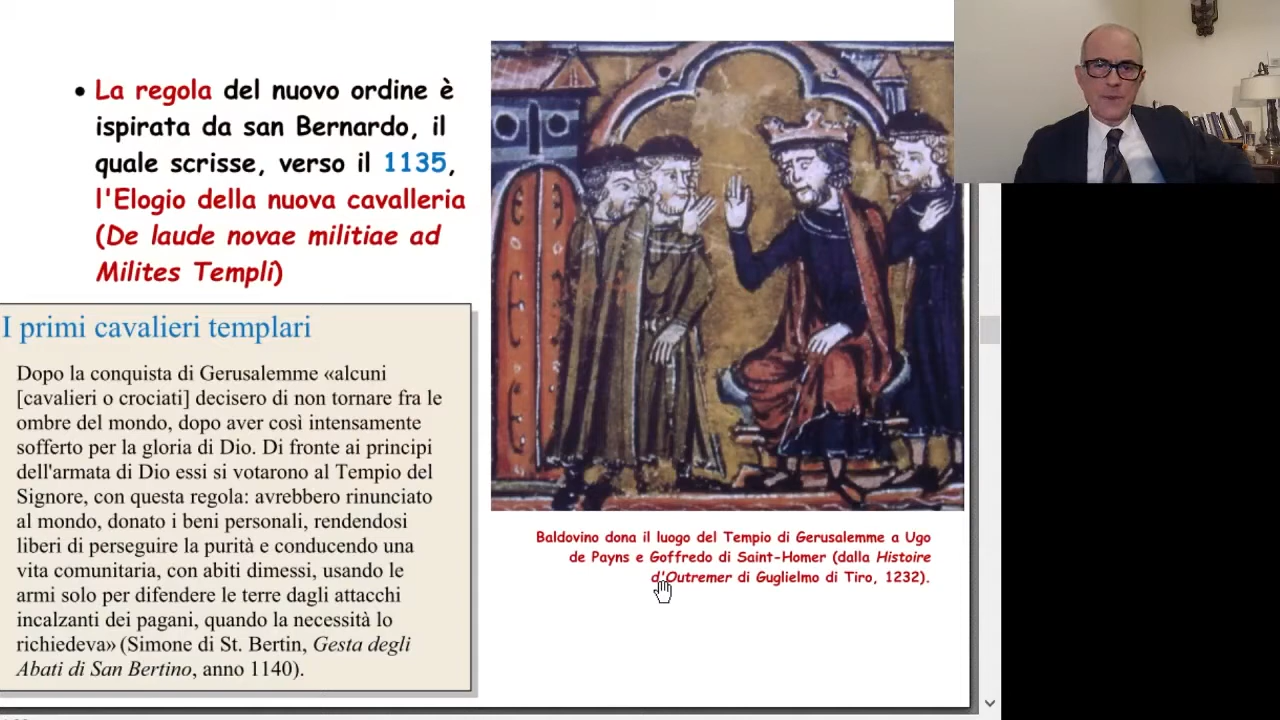 • La regola del nuovo ordine è
ispirata da san Bernardo, il
quale scrisse, verso il 1135,
l'Elogio della nuova cavalleria
(De laude novae militiae ad
Milites Templi)
I primi cavalieri templari
Dopo la conquista di Gerusalemme «alcuni
[cavalieri o crociati] decisero di non tornare fra le
ombre del mondo, dopo aver così intensamente
sofferto per la gloria di Dio. Di fronte ai principi
dell'armata di Dio essi si votarono al Tempio del
Signore, con questa regola: avrebbero rinunciato
al mondo, donato i beni personali, rendendosi
liberi di perseguire la purità e conducendo una
vita comunitaria, con abiti dimessi, usando le
armi solo per difendere le terre dagli attacchi
incalzanti dei pagani, quando la necessità lo
richiedeva» (Simone di St. Bertin, Gesta degli
Abati di San Bertino, anno 1140).
Baldovino dona il luogo del Tempio di Gerusalemme a Ugo
de Payns e Goffredo di Saint-Homer (dalla Histoire
d'Outremer di Guglielmo di Tiro, 1232).